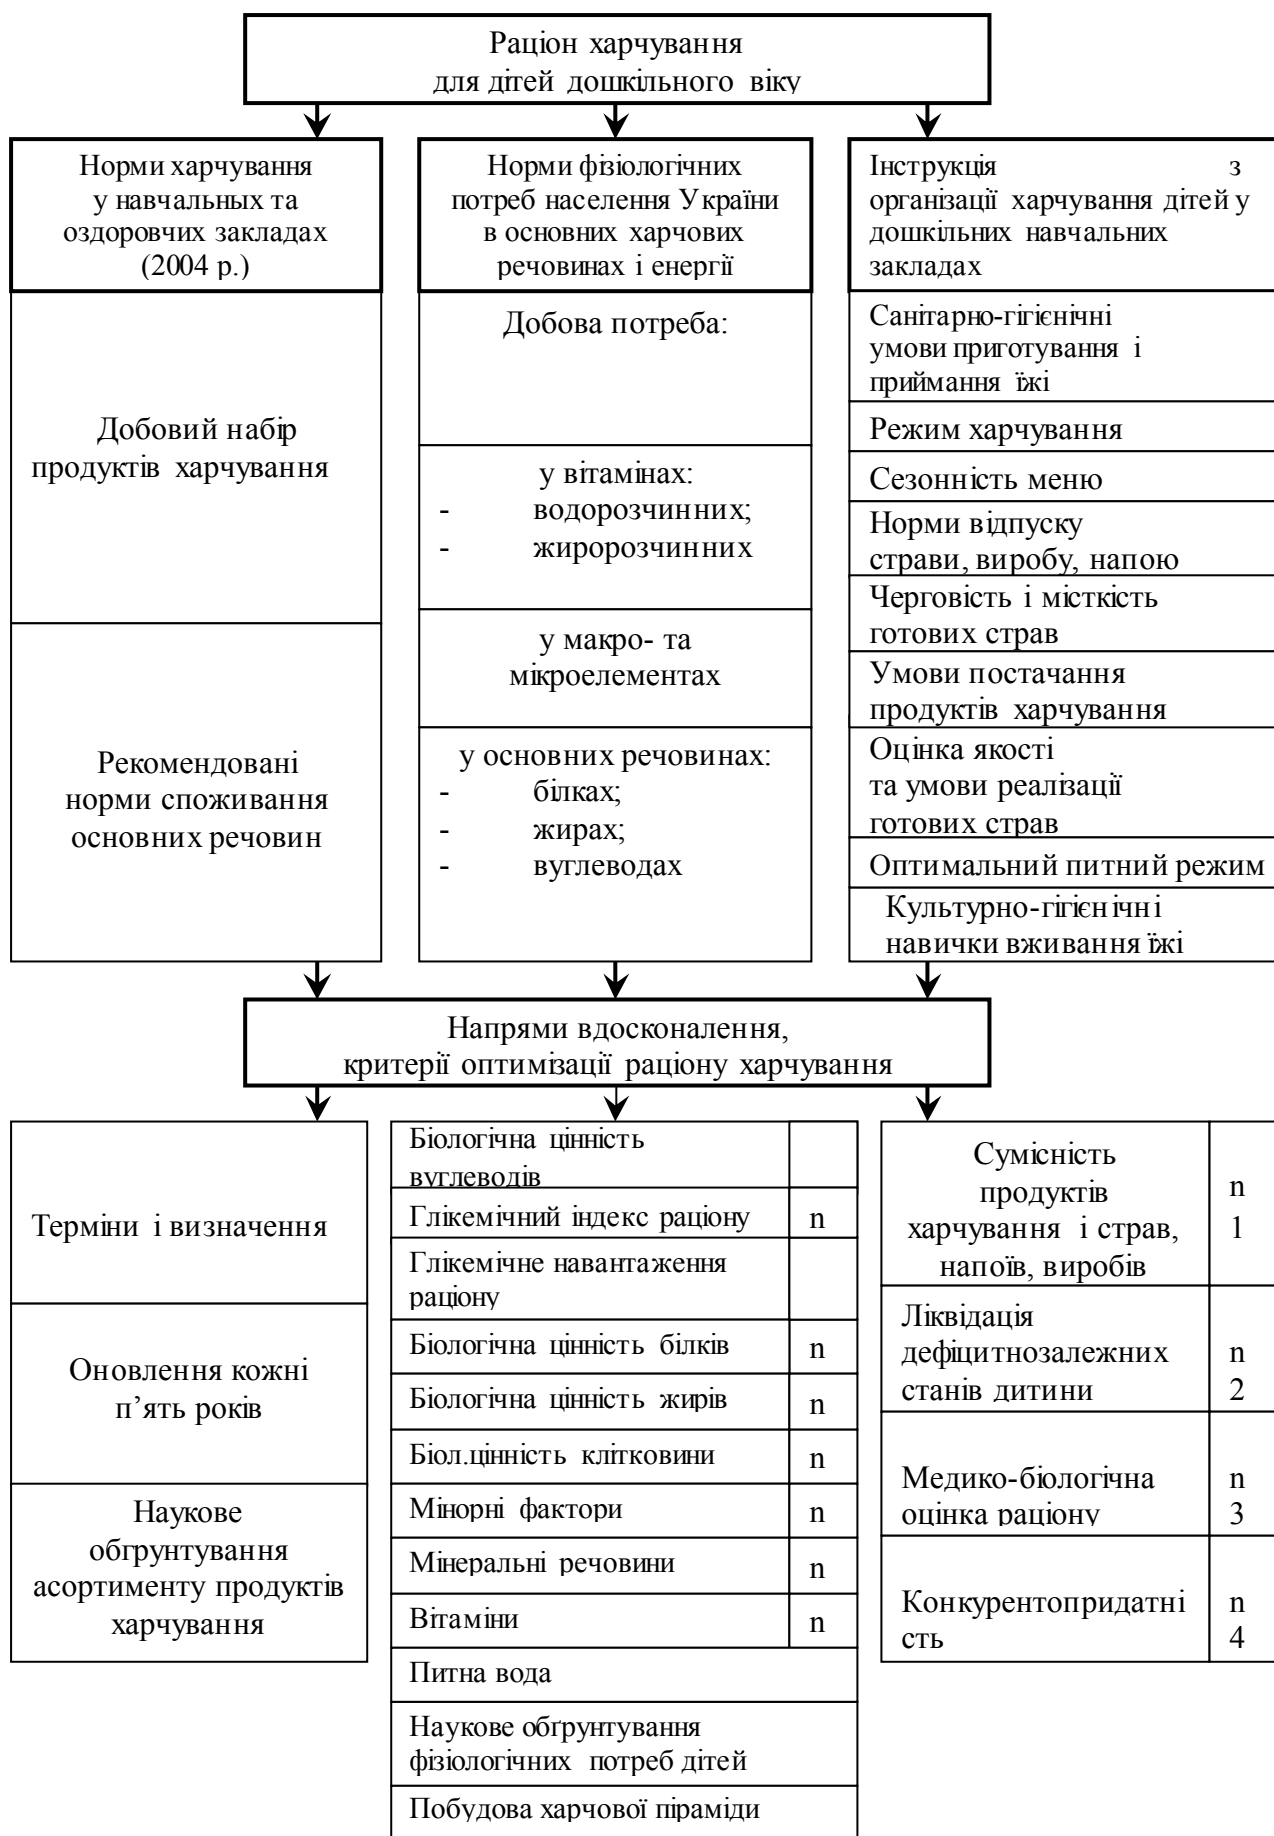 Раціон харчування
для дітей дошкільного віку
Норми харчування
у навчальних та
оздоровчих закладах
(2004 р.)
Норми фізіологічних
потреб населення України
в основних харчових
речовинах і енергії
Інструкція з
організації харчування дітей у
дошкільних навчальних
закладах
Добовий набір
продуктів харчування
Рекомендовані
норми споживання
основних речовин
Добова потреба:
у вітамінах:
- водорозчинних;
- жиророзчинних
у макро- та
мікроелементах
у основних речовинах:
- білках;
- жирах;
- вуглеводах
Санітарно-гігієнічні
умови приготування і
приймання їжі
Режим харчування
Сезонність меню
Норми відпуску
страви, виробу, напою
Черговість і місткість
готових страв
Умови постачання
продуктів харчування
Оцінка якості
та умови реалізації
готових страв
Оптимальний питний режим
Культурно-гігієнічні
навички вживання їжі
Напрями вдосконалення,
критерії оптимізації раціону харчування
Терміни і визначення
Оновлення кожні
п’ять років
Наукове
обгрунтування
асортименту продуктів
харчування
Біологічна цінність
вуглеводів
Глікемічний індекс раціону n
Глікемічне навантаження
раціону
Біологічна цінність білків n
Біологічна цінність жирів n
Біол.цінність клітковини n
Мінорні фактори n
Мінеральні речовини n
Вітаміни n
Питна вода
Наукове обґрунтування
фізіологічних потреб дітей
Побудова харчової піраміди
Сумісність
продуктів
харчування і страв,
напоїв, виробів
n
1
Ліквідація
дефіцитнозалежних
станів дитини
n
2
Медико-біологічна
оцінка раціону
n
3
Конкурентопридатні
сть
n
4